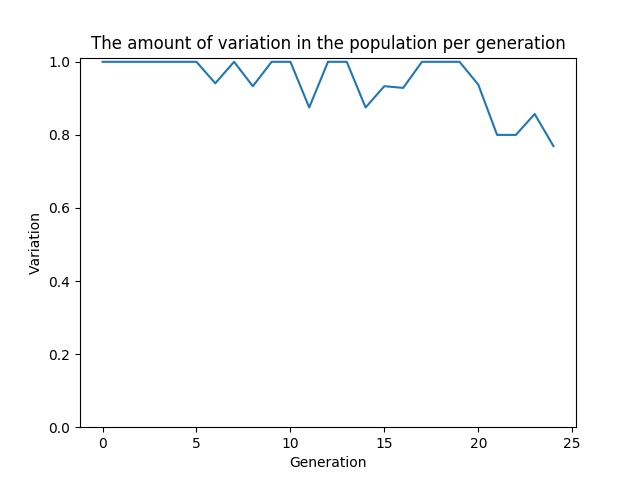 The amount of variation in the population per generation
1.0
0.8
0.6
0.4
0.2
0.0
Variation
0 5 10 15 20 25
Generation